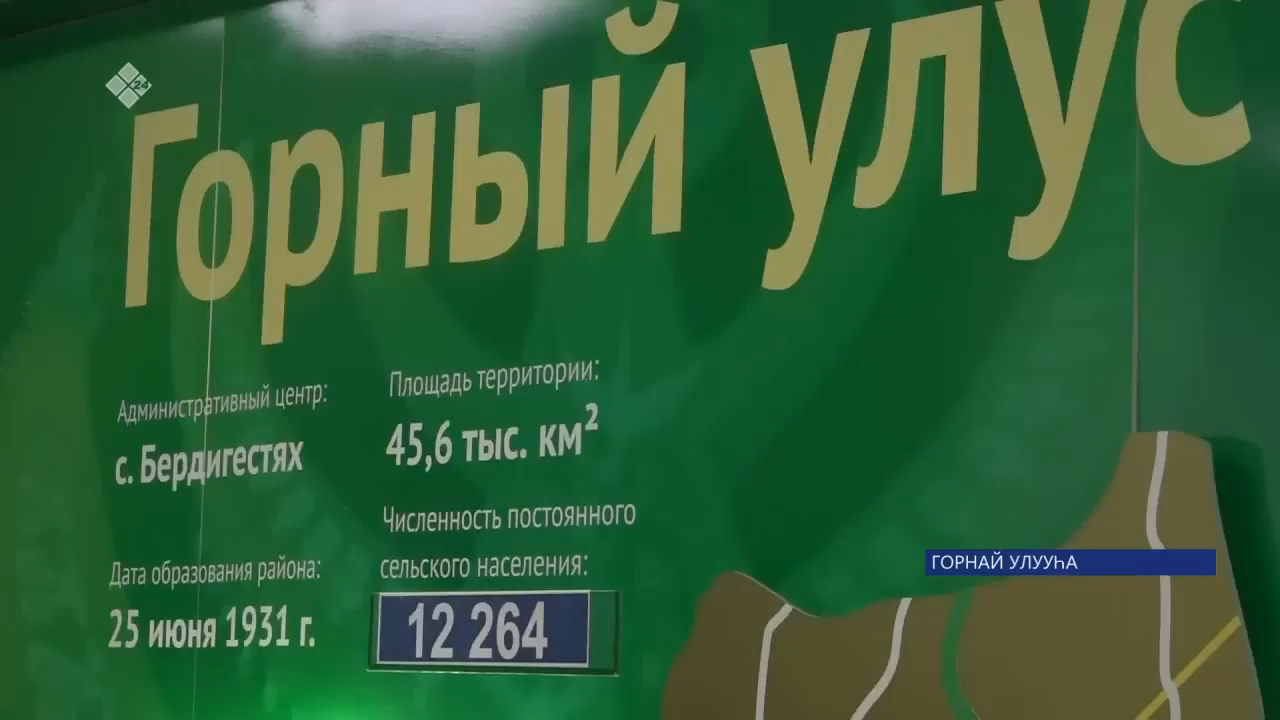 Горный улус
Х24
Административный центр:
с. Бердигестях
Площадь территории:
45,6 тыс. км²
Численность постоянного
сельского населения:
12 264
Дата образования района:
25 июня 1931 г.
ГОРНАЙ УЛУУҺА